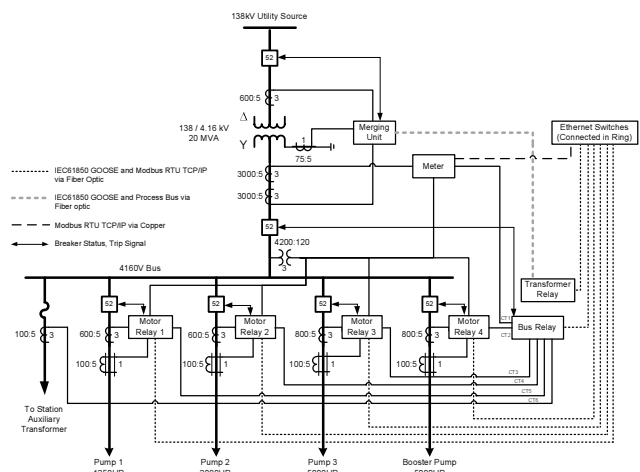 138kV Utility Source
52
600:5
3
Δ
138 / 4.16 kV
20 MVA
Y
1
75:5
Merging
Unit
Ethernet Switches
(Connected in Ring)
IEC61850 GOOSE and Modbus RTU TCP/IP
via Fiber Optic
IEC61850 GOOSE and Process Bus via
Fiber optic
Modbus RTU TCP/IP via Copper
Breaker Status, Trip Signal
3000:5
3
3000:5
3
Meter
52
4200:120
3
4160V Bus
Transformer
Relay
52
52
52
52
100:5
3
600:5
3
Motor
Relay 1
600:5
3
Motor
Relay 2
800:5
3
Motor
Relay 3
800:5
3
Motor
Relay 4
CT1
CT2
Bus Relay
100:5
1
100:5
1
100:5
1
100:5
1
CT3
CT4
CT5
CT6
To Station
Auxiliary
Transformer
Pump 1
Pump 2
Pump 3
Booster Pump